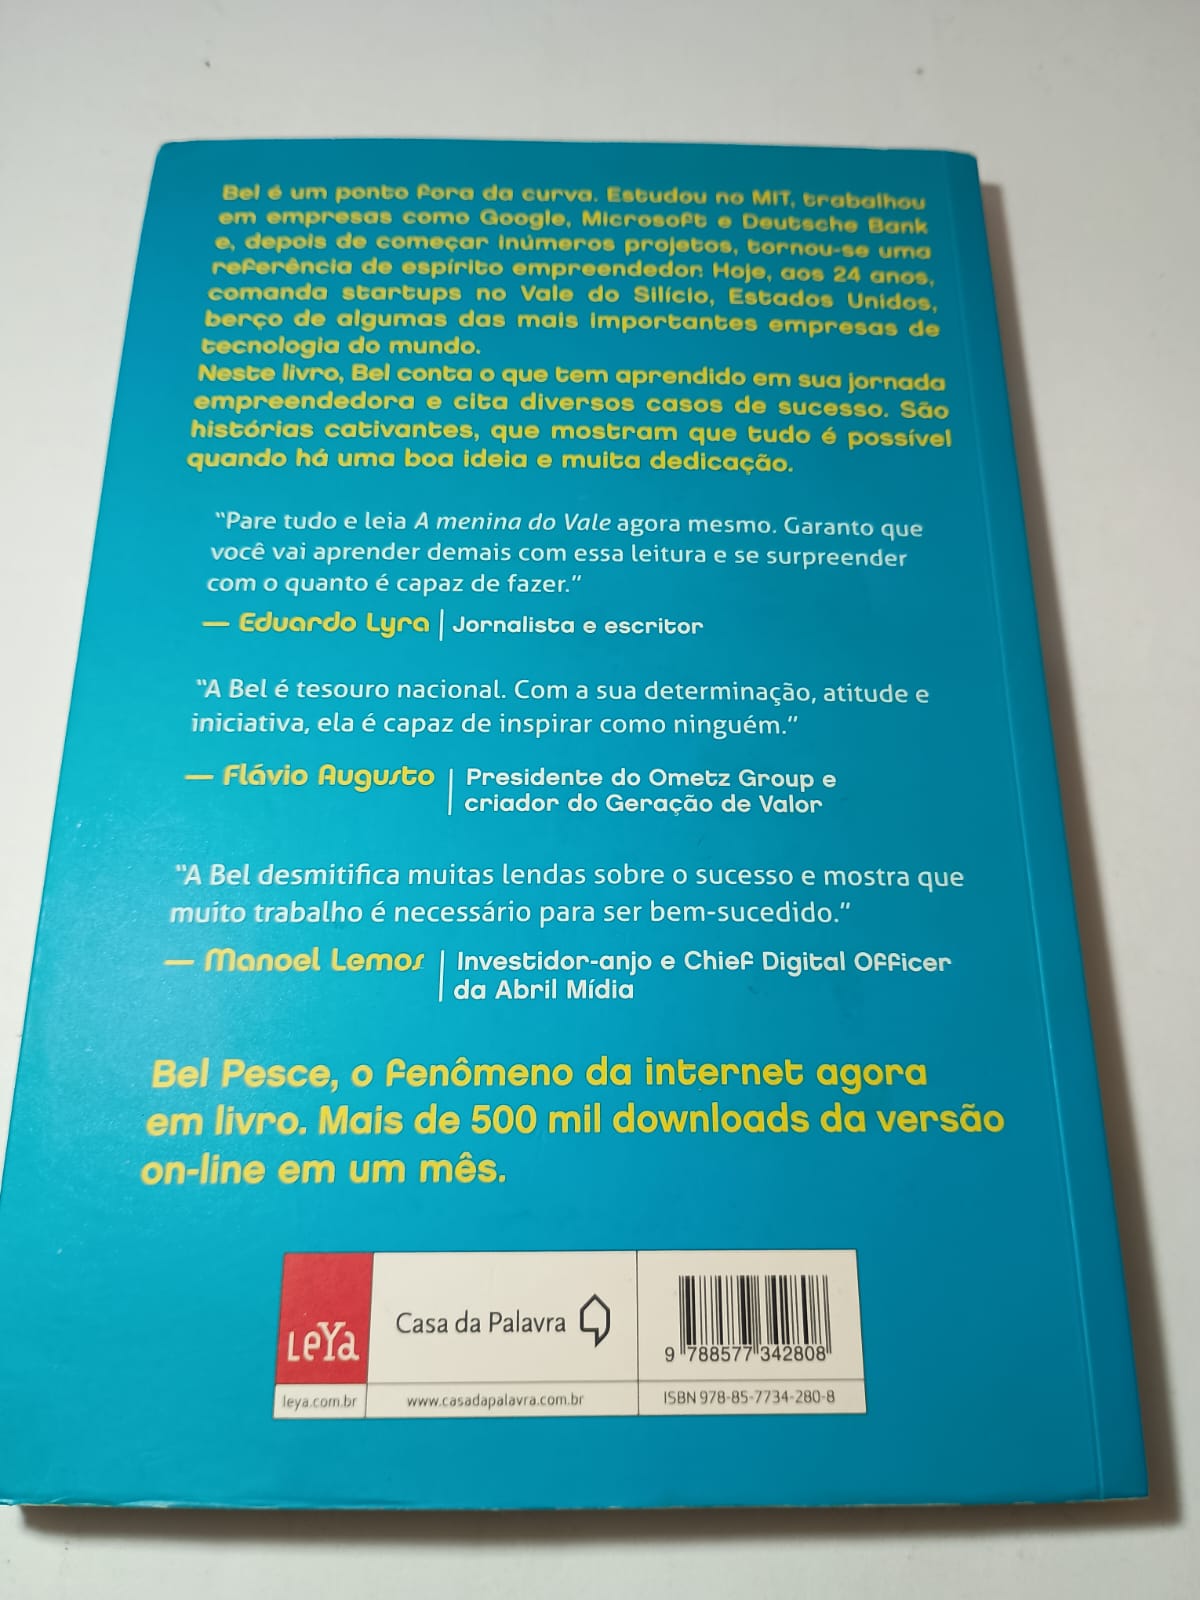 Bel é um ponto fora da curva. Estudou no MIT, trabalhou
em empresas como Google, Microsoft e Deutsche Bank
e, depois de começar inúmeros projetos, tornou-se uma
referência de espírito empreendedor. Hoje, aos 24 anos,
comanda startups no Vale do Silício, Estados Unidos,
berço de algumas das mais importantes empresas de
tecnologia do mundo.
Neste livro, Bel conta o que tem aprendido em sua jornada
empreendedora e cita diversos casos de sucesso. São
histórias cativantes, que mostram que tudo é possível
quando há uma boa ideia e muita dedicação.
"Pare tudo e leia A menina do Vale agora mesmo. Garanto que
você vai aprender demais com essa leitura e se surpreender
com o quanto é capaz de fazer."
— Eduardo Lyra | Jornalista e escritor
"A Bel é tesouro nacional. Com a sua determinação, atitude e
iniciativa, ela é capaz de inspirar como ninguém."
— Flávio Augusto | Presidente do Ometz Group e
criador do Geração de Valor
"A Bel desmitifica muitas lendas sobre o sucesso e mostra que
muito trabalho é necessário para ser bem-sucedido."
— Manoel Lemos | Investidor-anjo e Chief Digital Officer
da Abril Mídia
Bel Pesce, o fenômeno da internet agora
em livro. Mais de 500 mil downloads da versão
on-line em um mês.
LeYa
Casa da Palavra
9 788577 342808
leya.com.br
www.casadapalavra.com.br
ISBN 978-85-7734-280-8